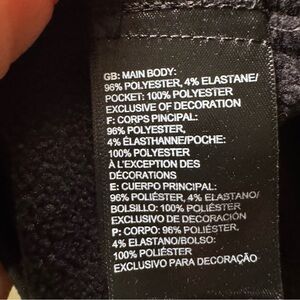 GB: MAIN BODY:
96% POLYESTER, 4% ELASTANE/
POCKET: 100% POLYESTER
EXCLUSIVE OF DECORATION
F: CORPS PINCIPAL:
96% POLYESTER,
4% ÉLASTHANNE/POCHE:
100% POLYESTER
À L'EXCEPTION DES
DÉCORATIONS
E: CUERPO PRINCIPAL:
96% POLIÉSTER, 4% ELASTANO/
BOLSILLO: 100% POLIÉSTER
EXCLUSIVO DE DECORACIÓN
P: CORPO: 96% POLIÉSTER,
4% ELASTANO/BOLSO:
100% POLIÉSTER
EXCLUSIVO PARA DECORAÇÃO